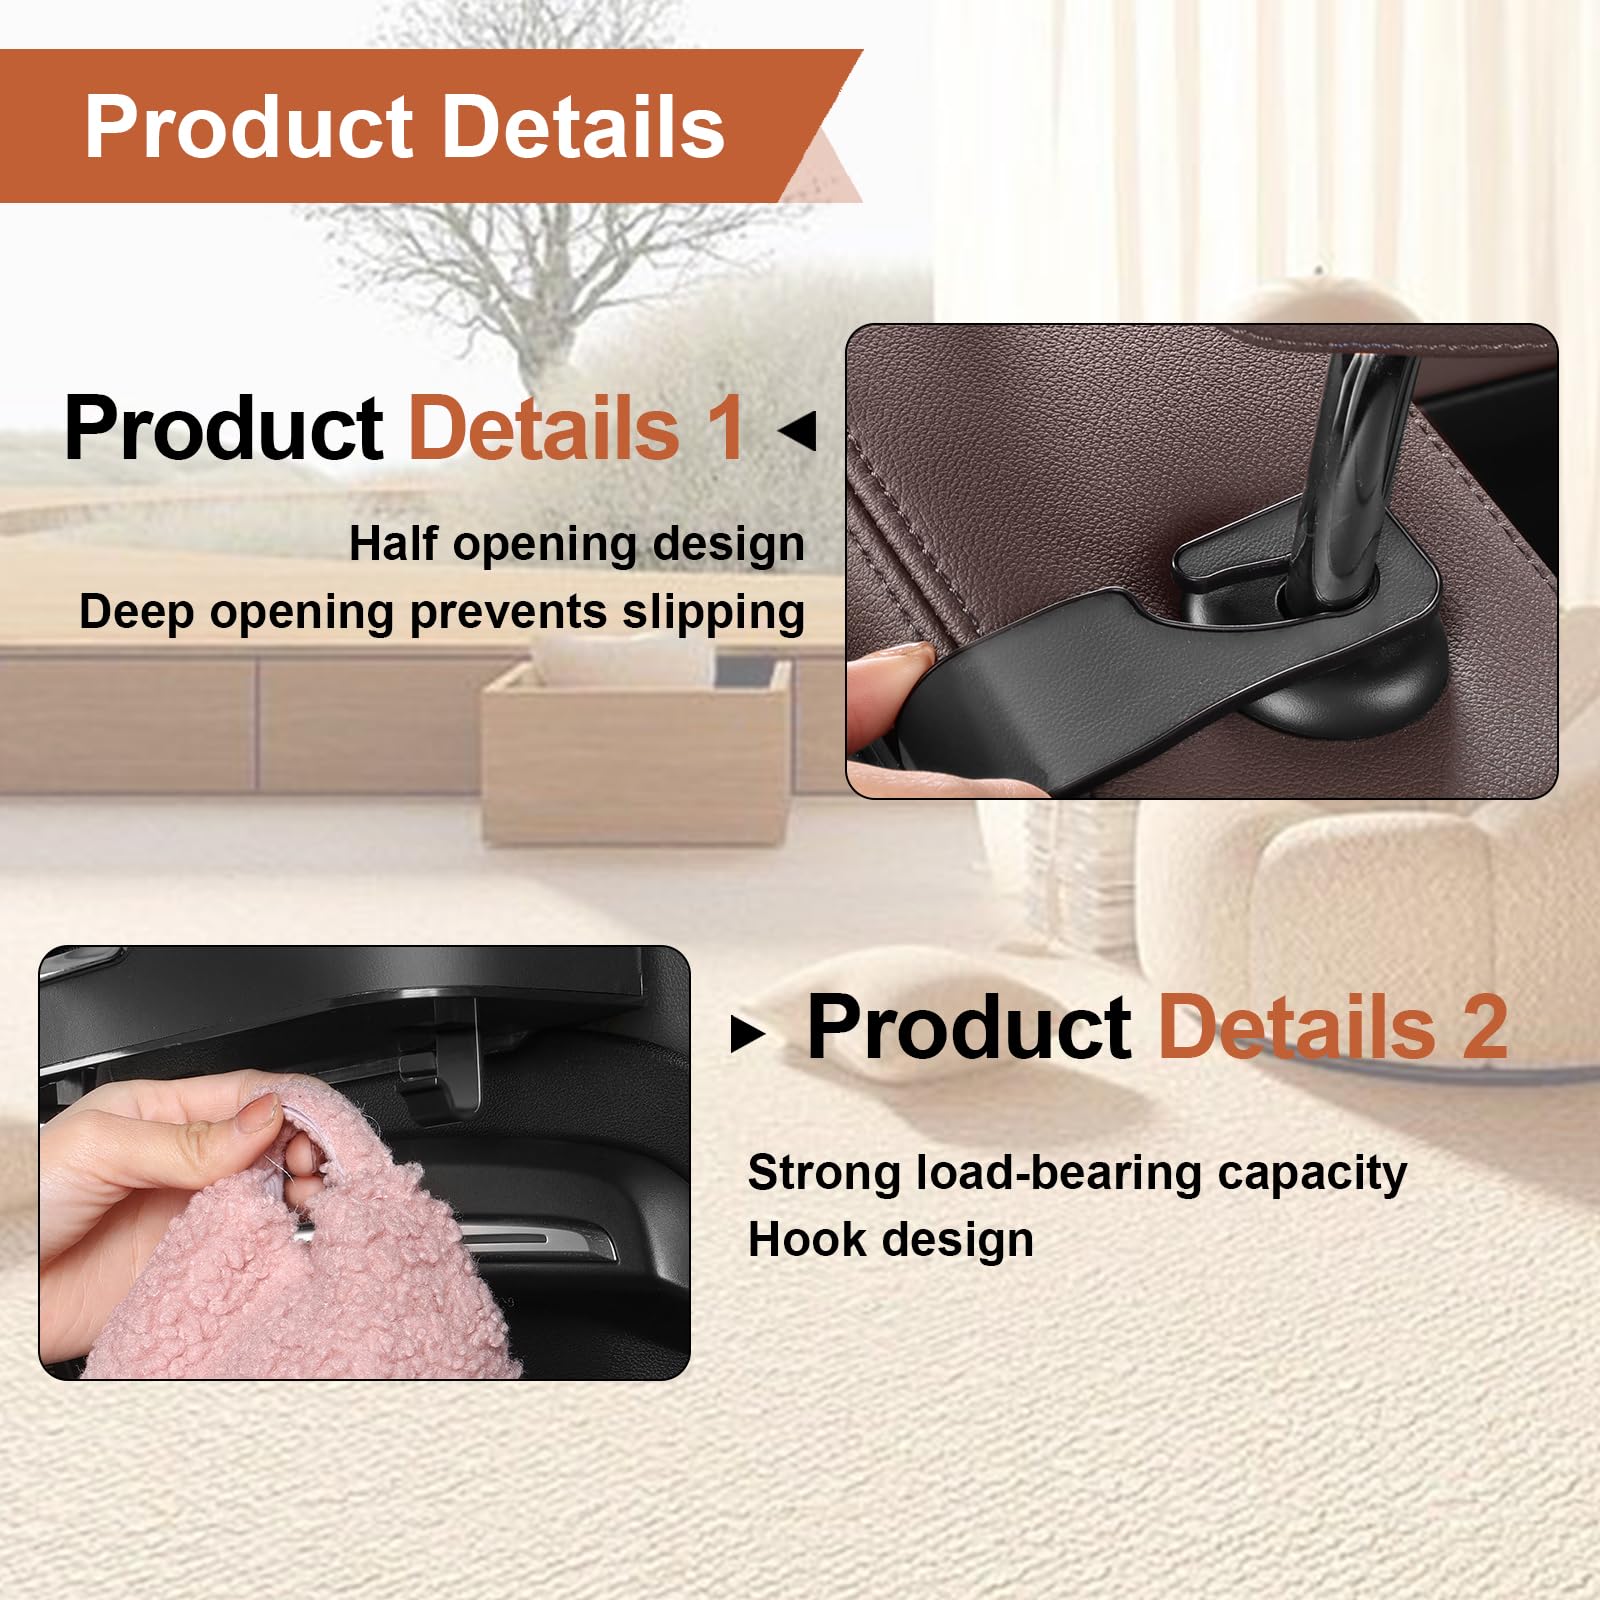 Product Details
Product Details 1
Half opening design
Deep opening prevents slipping
Product Details 2
Strong load-bearing capacity
Hook design